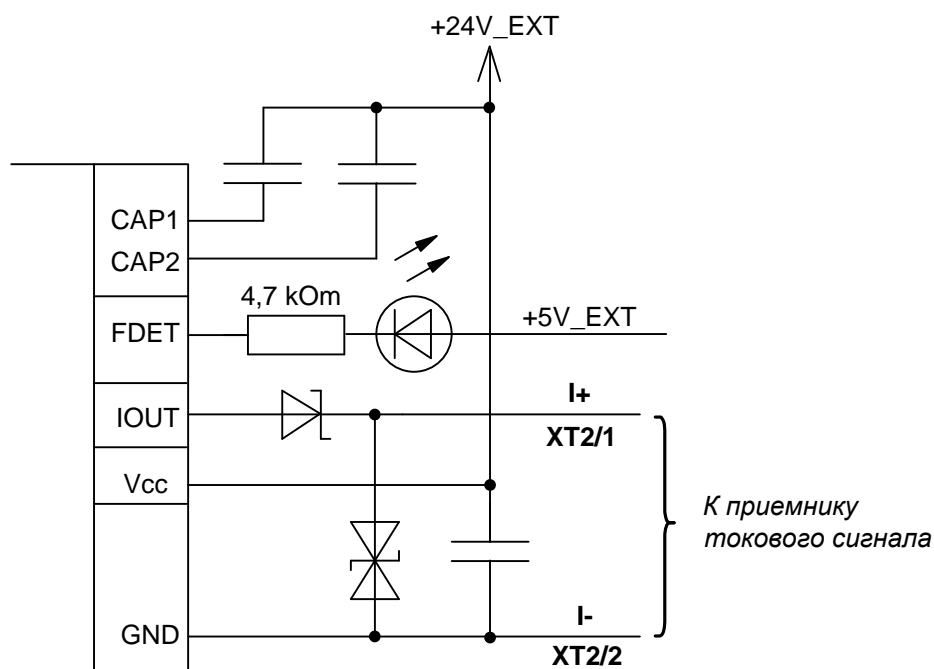 +24V_EXT
CAP1
CAP2
4,7 kOm
FDET
+5V_EXT
I+
IOUT
XT2/1
Vcc
К приемнику
токового сигнала
I-
GND
XT2/2